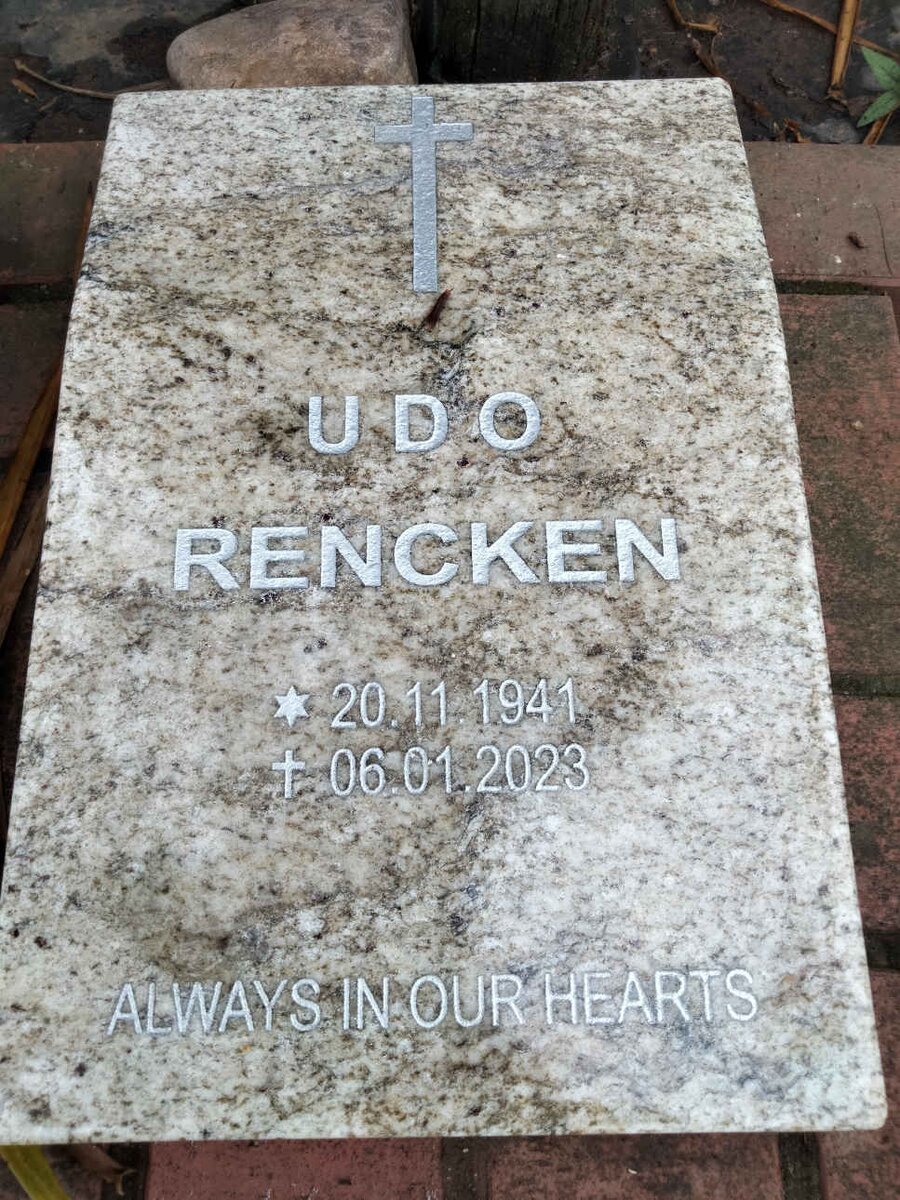 UDO
RENCKEN
✶ 20.11.1941
✝ 06.01.2023
ALWAYS IN OUR HEARTS